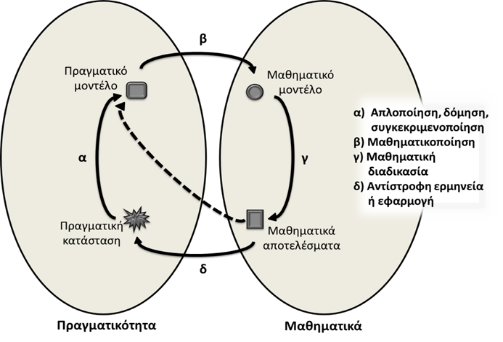 β
Πραγματικό
μοντέλο
Μαθηματικό
μοντέλο
α) Απλοποίηση, δόμηση,
συγκεκριμενοποίηση
β) Μαθηματικοποίηση
γ) Μαθηματική
διαδικασία
δ) Αντίστροφη ερμηνεία
ή εφαρμογή
α
γ
Πραγματική
κατάσταση
Μαθηματικά
αποτελέσματα
δ
Πραγματικότητα
Μαθηματικά